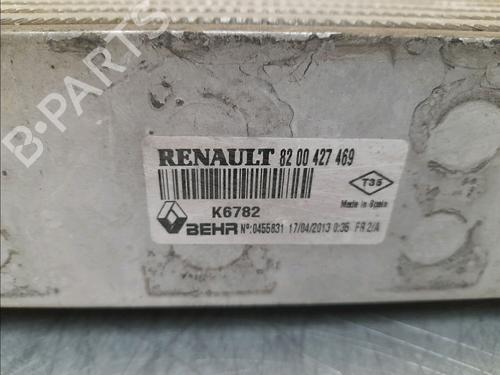 B-PARTS
RENAULT 82 00 427 469
T35
Made in Spain
K6782
BEHR Nº:0455831 17/04/2013 0:35 FR 2/A